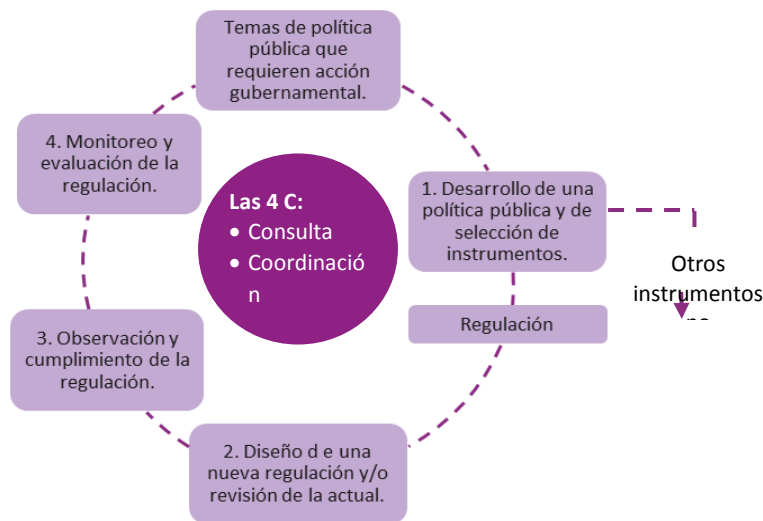 Temas de política
pública que
requieren acción
gubernamental.
4. Monitoreo y
evaluación de la
regulación.
Las 4 C:
• Consulta
• Coordinació
n
1. Desarrollo de una
política pública y de
selección de
instrumentos.
Otros
instrumentos
Regulación
3. Observación y
cumplimiento de la
regulación.
2. Diseño d e una
nueva regulación y/o
revisión de la actual.